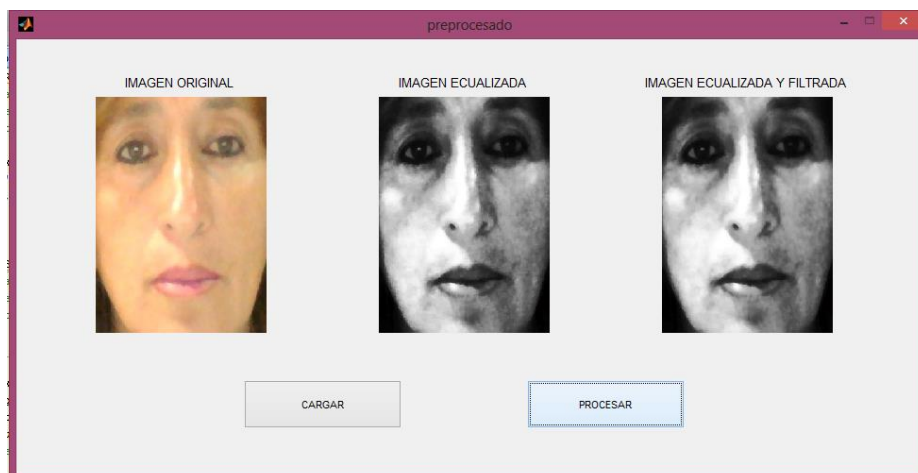 preprocesado
IMAGEN ORIGINAL
IMAGEN ECUALIZADA
IMAGEN ECUALIZADA Y FILTRADA
CARGAR
PROCESAR